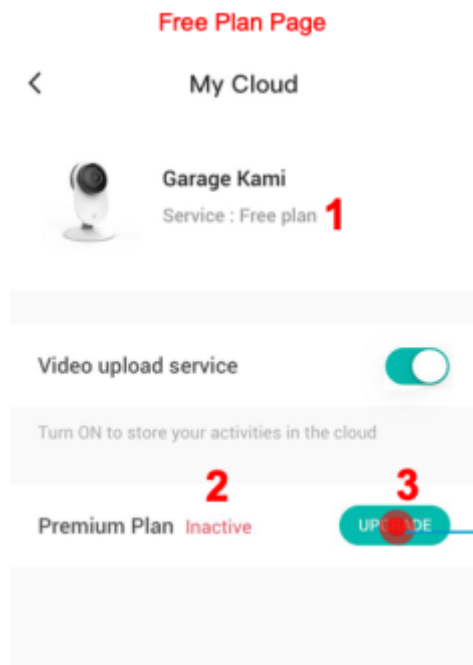 Free Plan Page
My Cloud
Garage Kami
Service : Free plan 1
Video upload service
Turn ON to store your activities in the cloud
2 3
Premium Plan Inactive UPGRADE